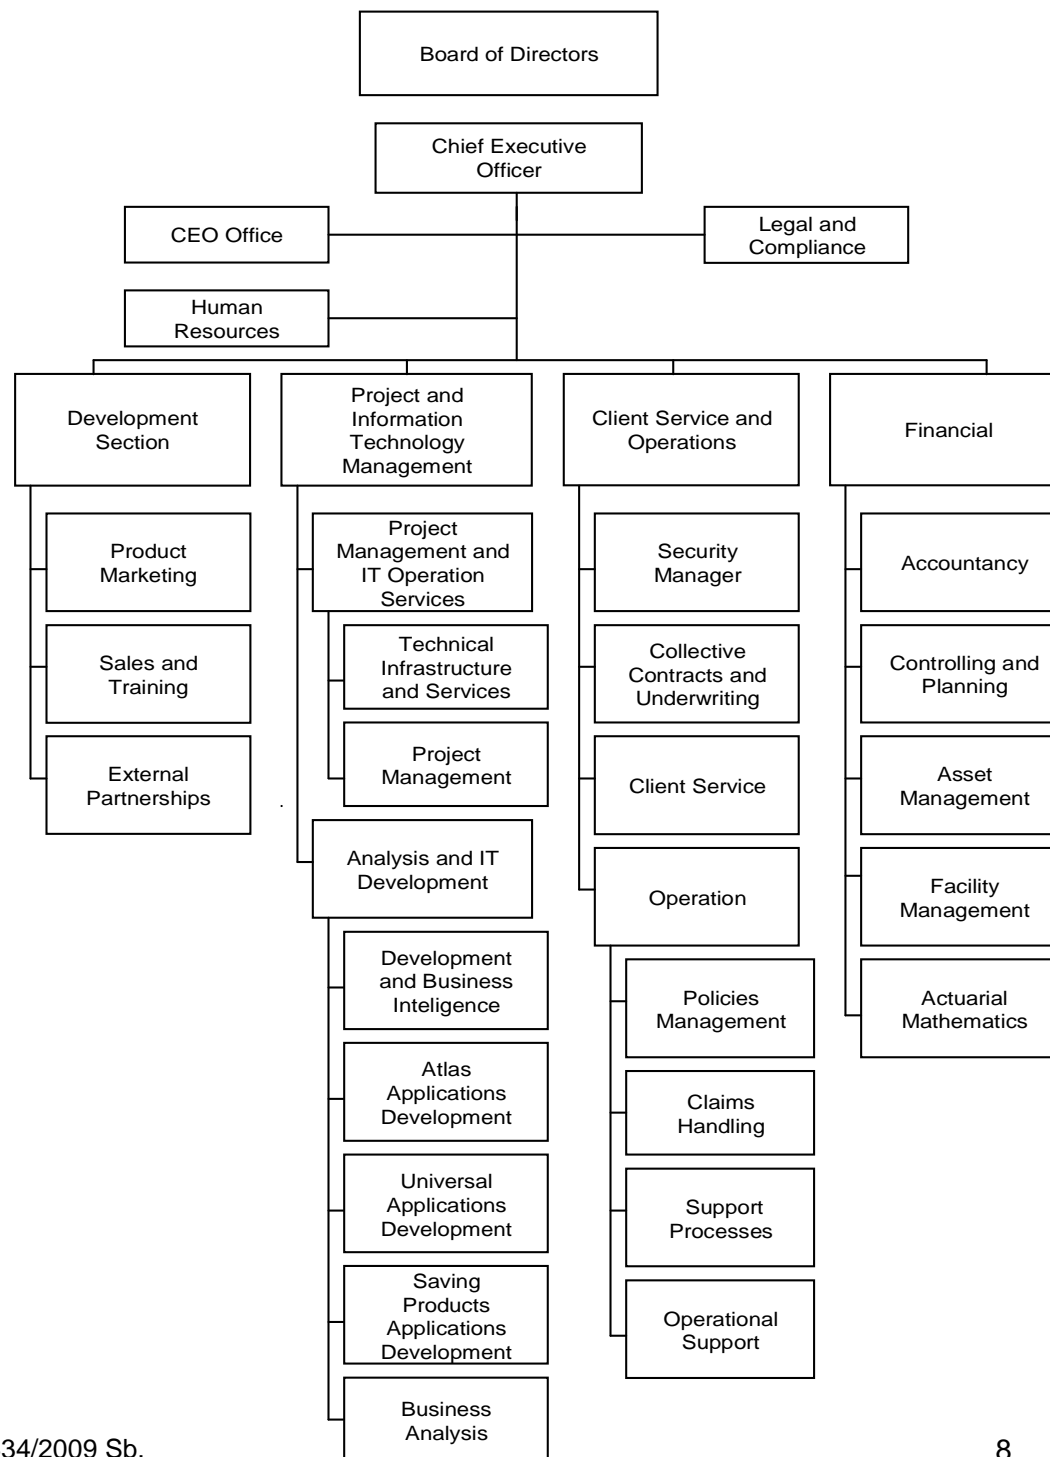 Board of Directors
Chief Executive
Officer
CEO Office
Legal and
Compliance
Human
Resources
Development
Section
Project and
Information
Technology
Management
Client Service and
Operations
Financial
Product
Marketing
Sales and
Training
External
Partnerships
Project
Management and
IT Operation
Services
Technical
Infrastructure
and Services
Project
Management
.
Analysis and IT
Development
Development
and Business
Inteligence
Atlas
Applications
Development
Universal
Applications
Development
Saving
Products
Applications
Development
Business
Analysis
Security
Manager
Collective
Contracts and
Underwriting
Client Service
Operation
Policies
Management
Claims
Handling
Support
Processes
Operational
Support
Accountancy
Controlling and
Planning
Asset
Management
Facility
Management
Actuarial
Mathematics
34/2009 Sb.
8